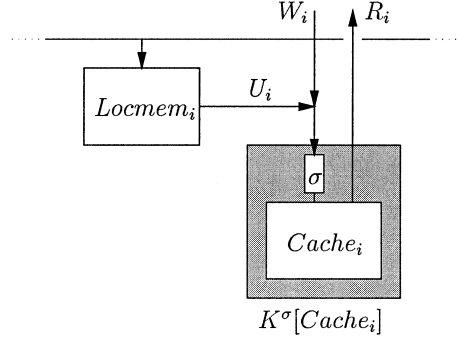 W_i R_i
Locmem_i U_i
σ
Cache_i
K^σ[Cache_i]